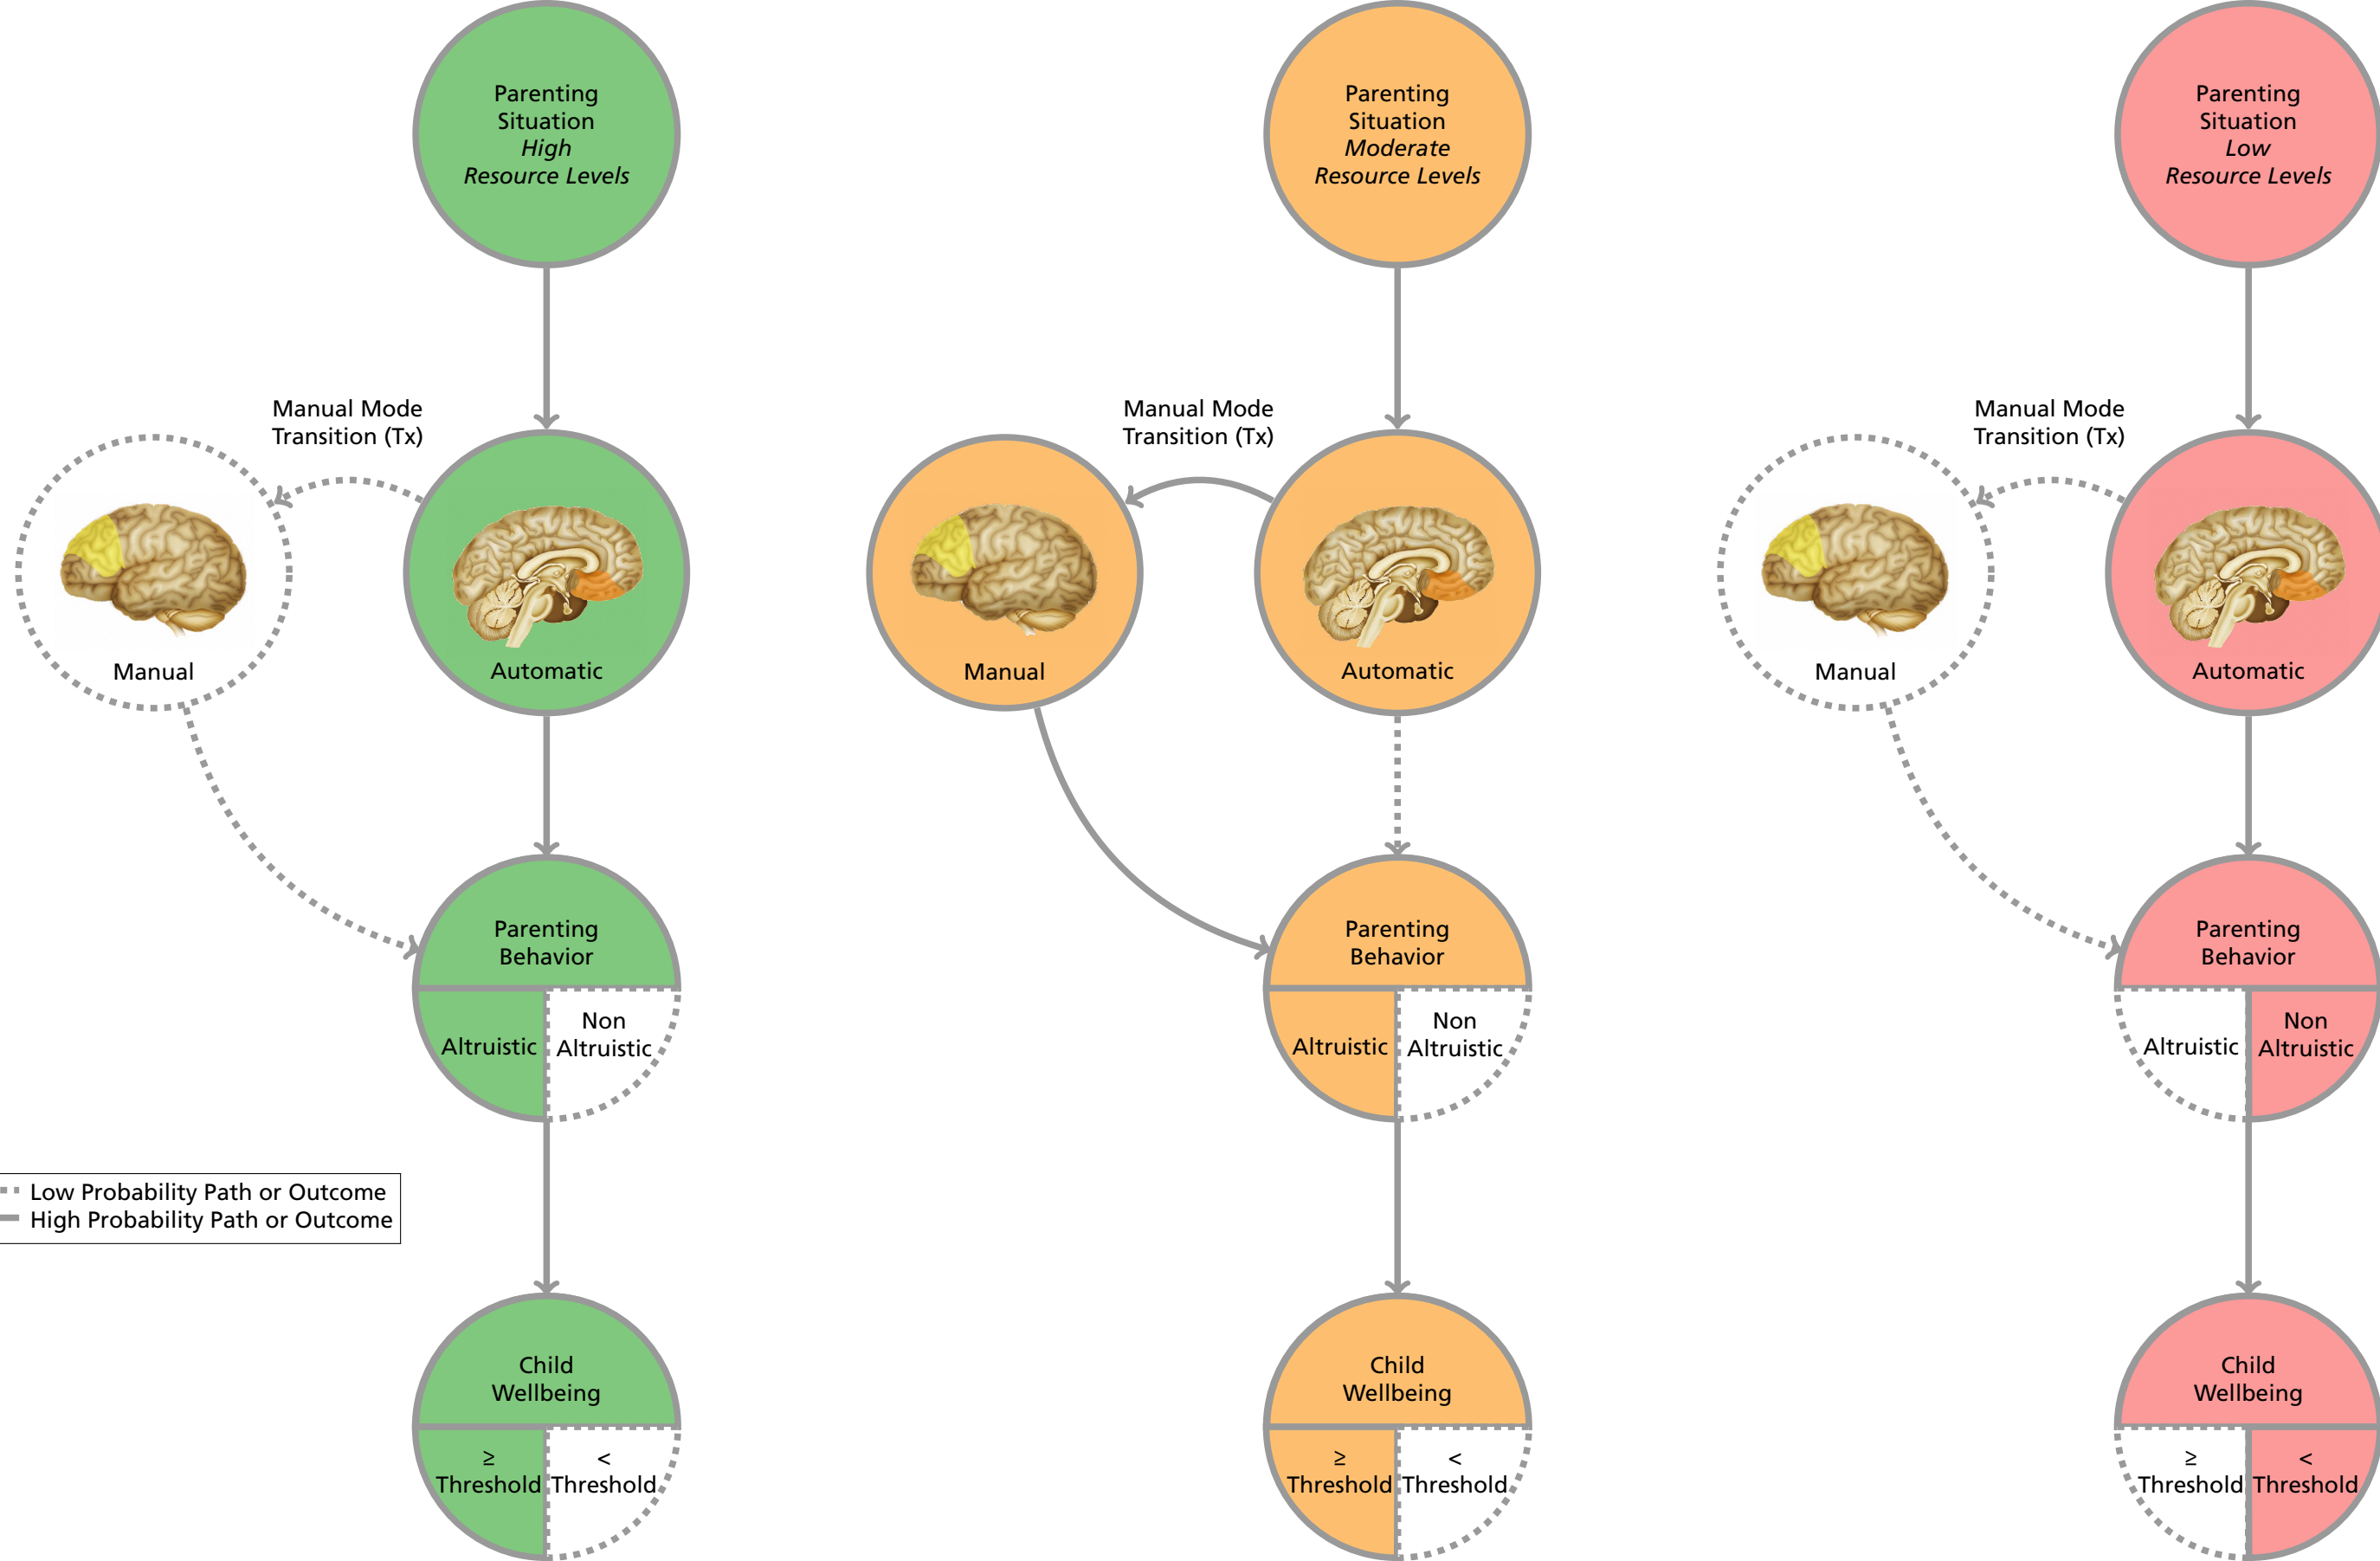 Parenting
Situation
High
Resource Levels
Manual Mode
Transition (Tx)
Manual
Automatic
Parenting
Behavior
Altruistic
Non
Altruistic
Child
Wellbeing
≥
Threshold
<
Threshold
Low Probability Path or Outcome
High Probability Path or Outcome
Parenting
Situation
Moderate
Resource Levels
Manual Mode
Transition (Tx)
Manual
Automatic
Parenting
Behavior
Altruistic
Non
Altruistic
Child
Wellbeing
≥
Threshold
<
Threshold
Parenting
Situation
Low
Resource Levels
Manual Mode
Transition (Tx)
Manual
Automatic
Parenting
Behavior
Altruistic
Non
Altruistic
Child
Wellbeing
≥
Threshold
<
Threshold